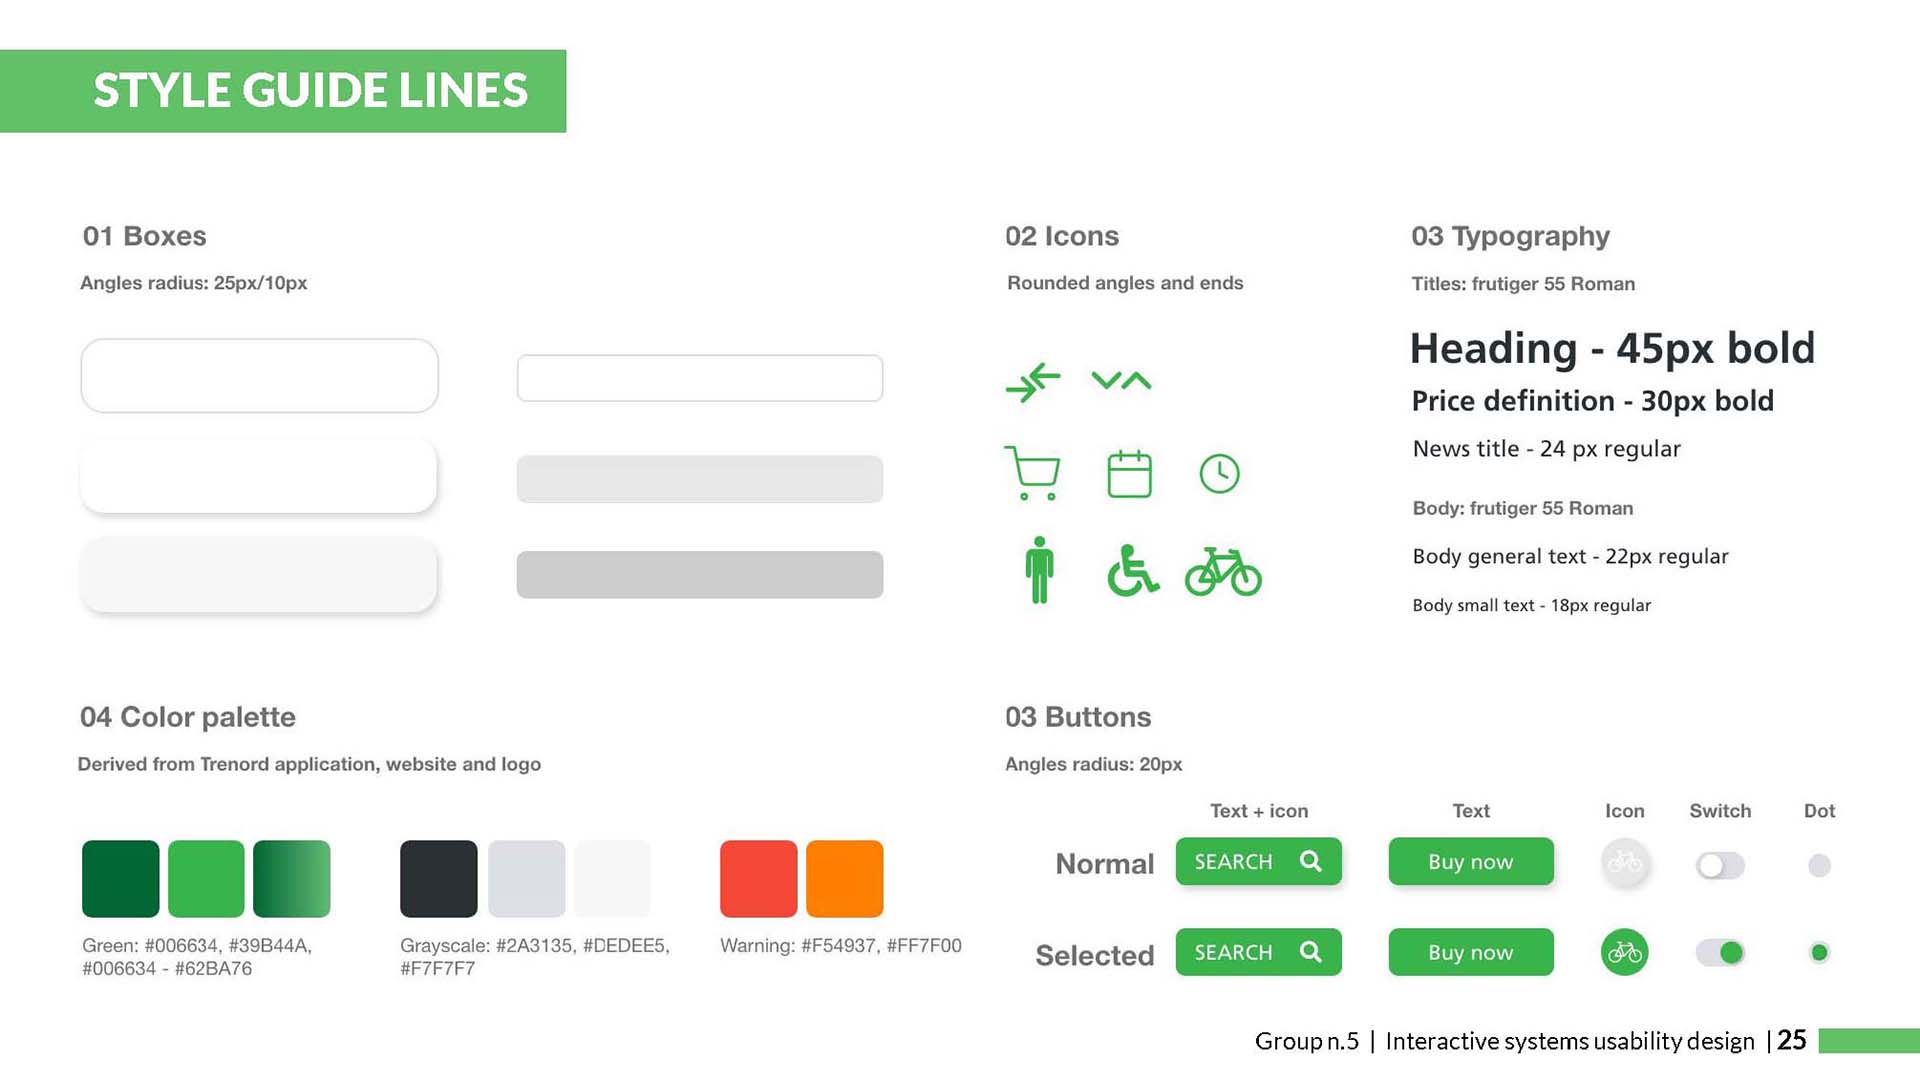 STYLE GUIDE LINES
01 Boxes
Angles radius: 25px/10px
02 Icons
Rounded angles and ends
03 Typography
Titles: frutiger 55 Roman
Heading - 45px bold
Price definition - 30px bold
News title - 24 px regular
Body: frutiger 55 Roman
Body general text - 22px regular
Body small text - 18px regular
04 Color palette
Derived from Trenord application, website and logo
Green: #006634, #39B44A,
#006634 - #62BA76
Grayscale: #2A3135, #DEDEE5,
#F7F7F7
Warning: #F54937, #FF7F00
03 Buttons
Angles radius: 20px
Text + icon
Text
Icon
Switch
Dot
Normal
SEARCH
Buy now
Selected
SEARCH
Buy now
Group n.5 | Interactive systems usability design | 25